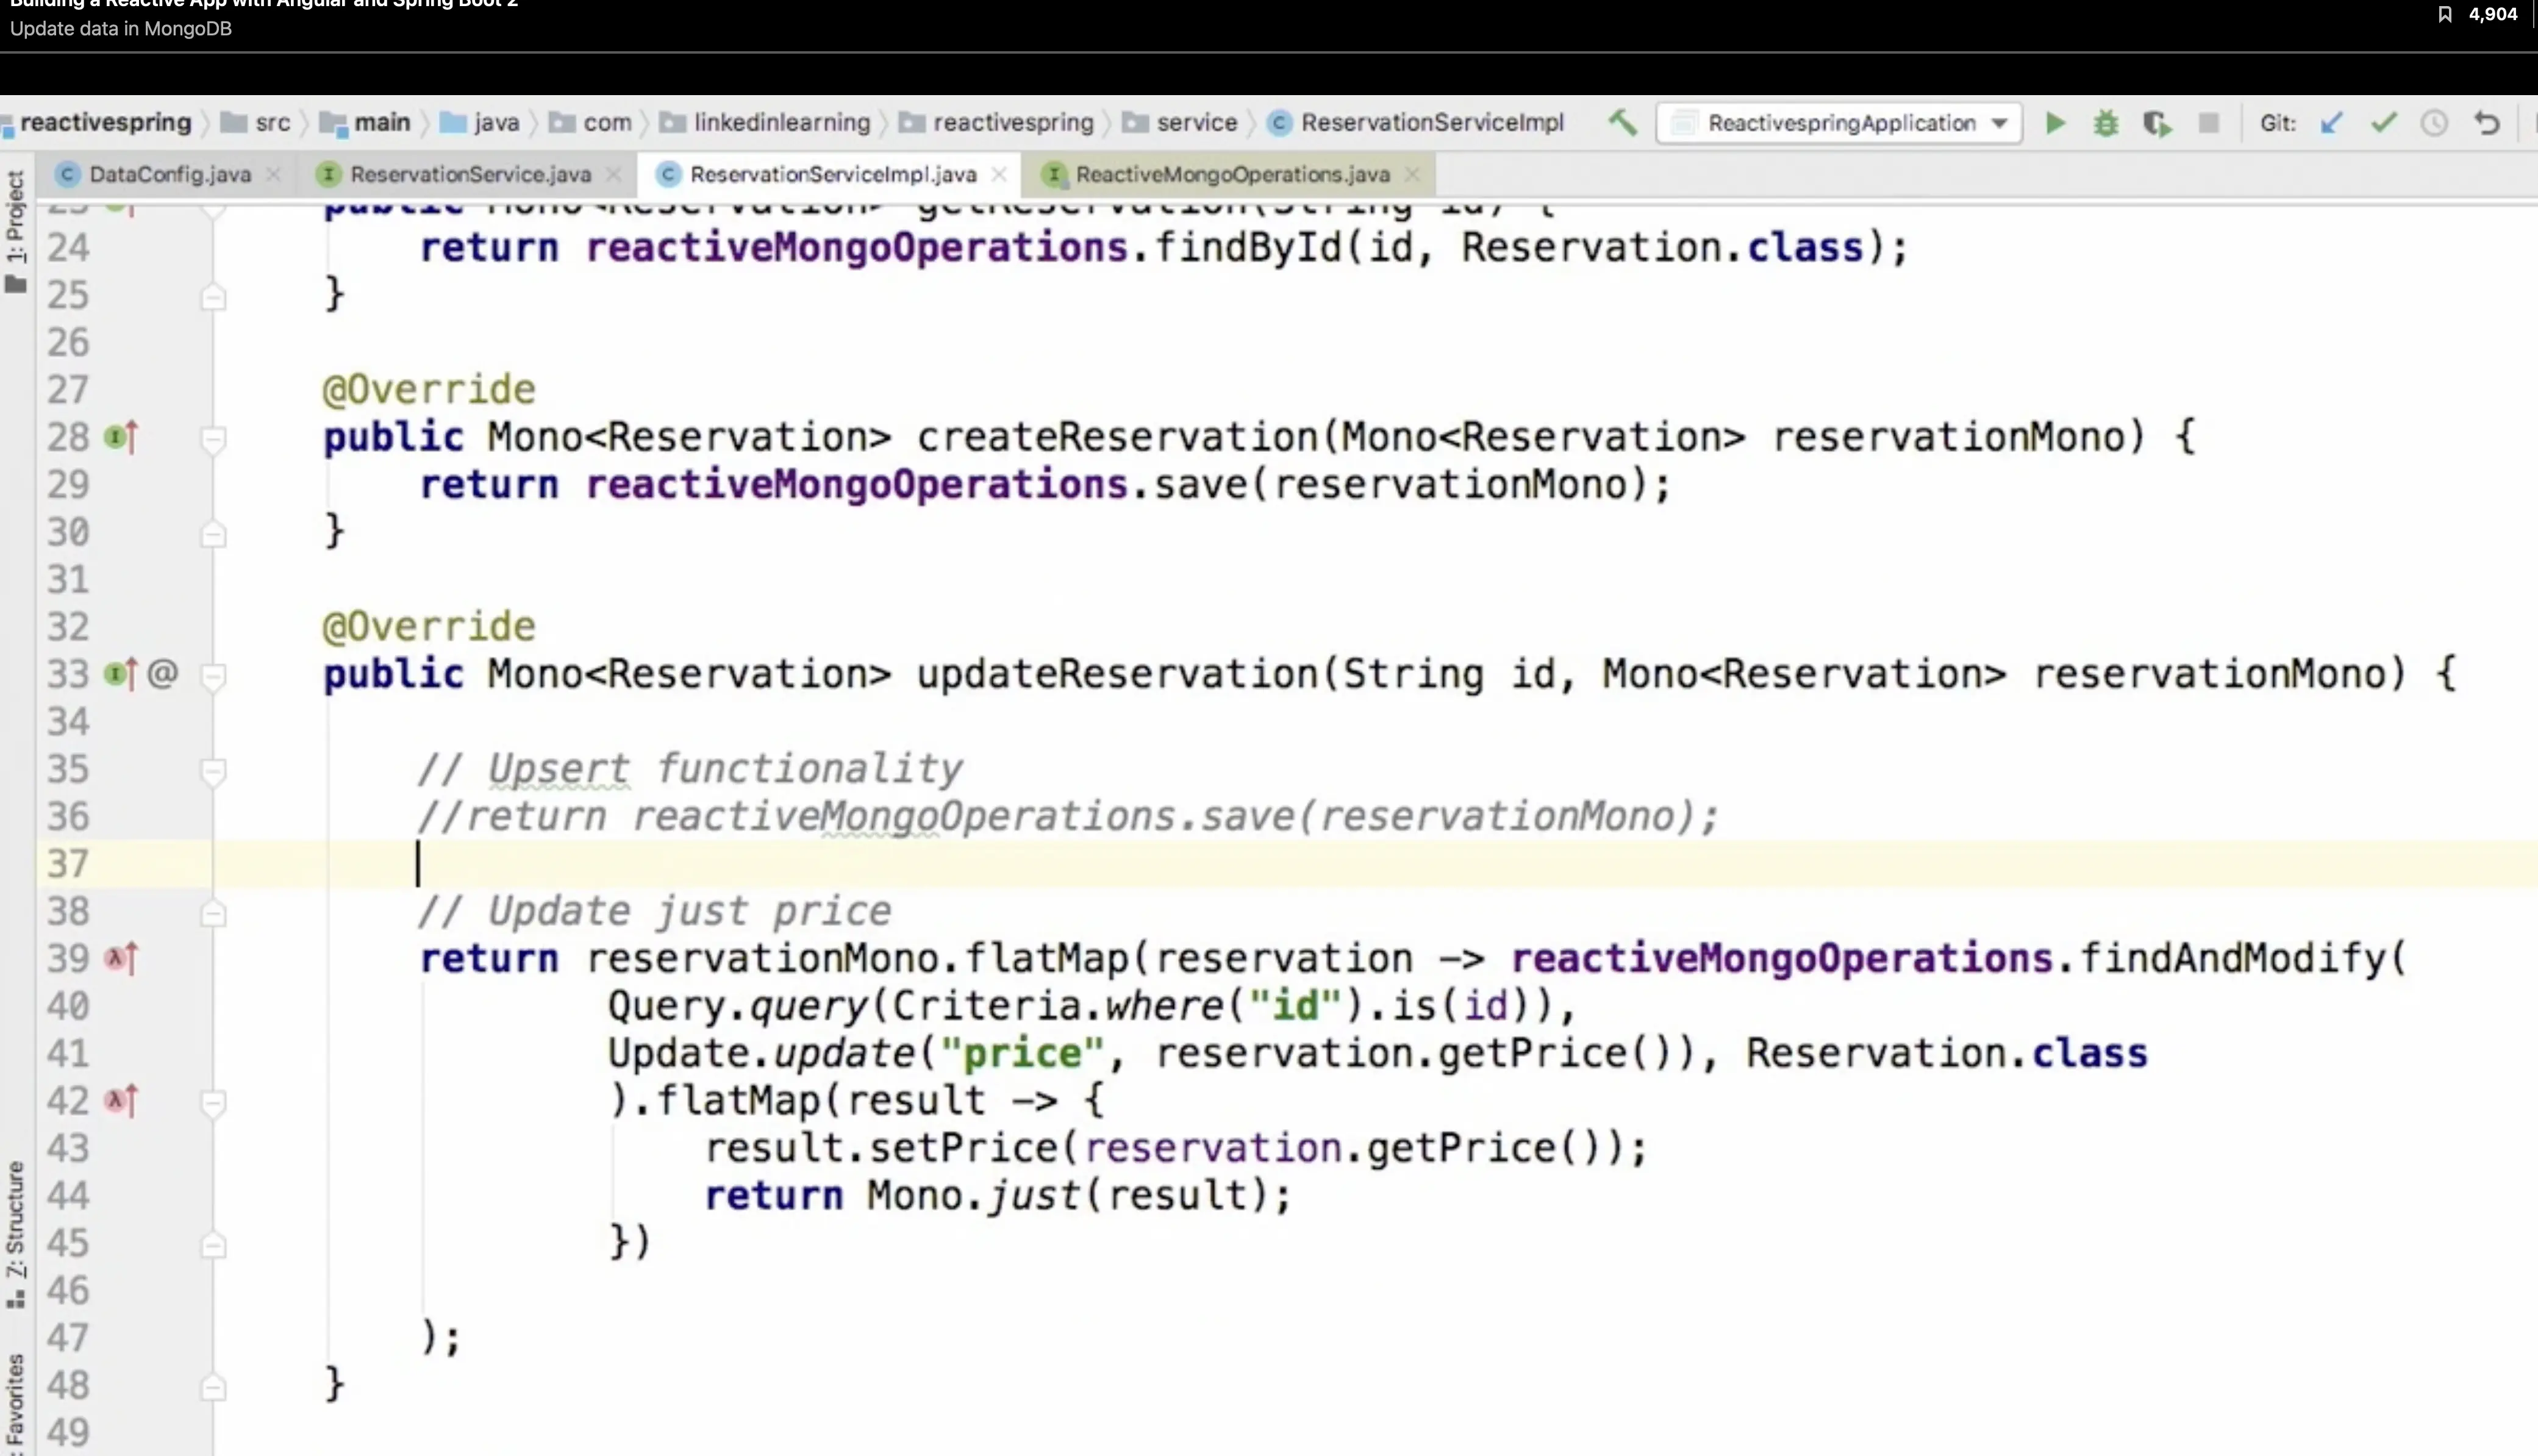 Building a Reactive App with Angular and Spring Boot 2
Update data in MongoDB
4,904
reactivespring src main java com linkedinlearning reactivespring service ReservationServiceImpl ReactivespringApplication Git:
DataConfig.java ReservationService.java ReservationServiceImpl.java ReactiveMongoOperations.java
1: Project
23 public Mono<Reservation> getReservation(String id) {
24 return reactiveMongoOperations.findById(id, Reservation.class);
25 }
26
27 @Override
28 public Mono<Reservation> createReservation(Mono<Reservation> reservationMono) {
29 return reactiveMongoOperations.save(reservationMono);
30 }
31
32 @Override
33 @ public Mono<Reservation> updateReservation(String id, Mono<Reservation> reservationMono) {
34
35 // Upsert functionality
36 //return reactiveMongoOperations.save(reservationMono);
37
38 // Update just price
39 return reservationMono.flatMap(reservation -> reactiveMongoOperations.findAndModify(
40 Query.query(Criteria.where("id").is(id)),
41 Update.update("price", reservation.getPrice()), Reservation.class
42 ).flatMap(result -> {
43 result.setPrice(reservation.getPrice());
44 return Mono.just(result);
45 })
46
47 );
48 }
49
Z: Structure
: Favorites